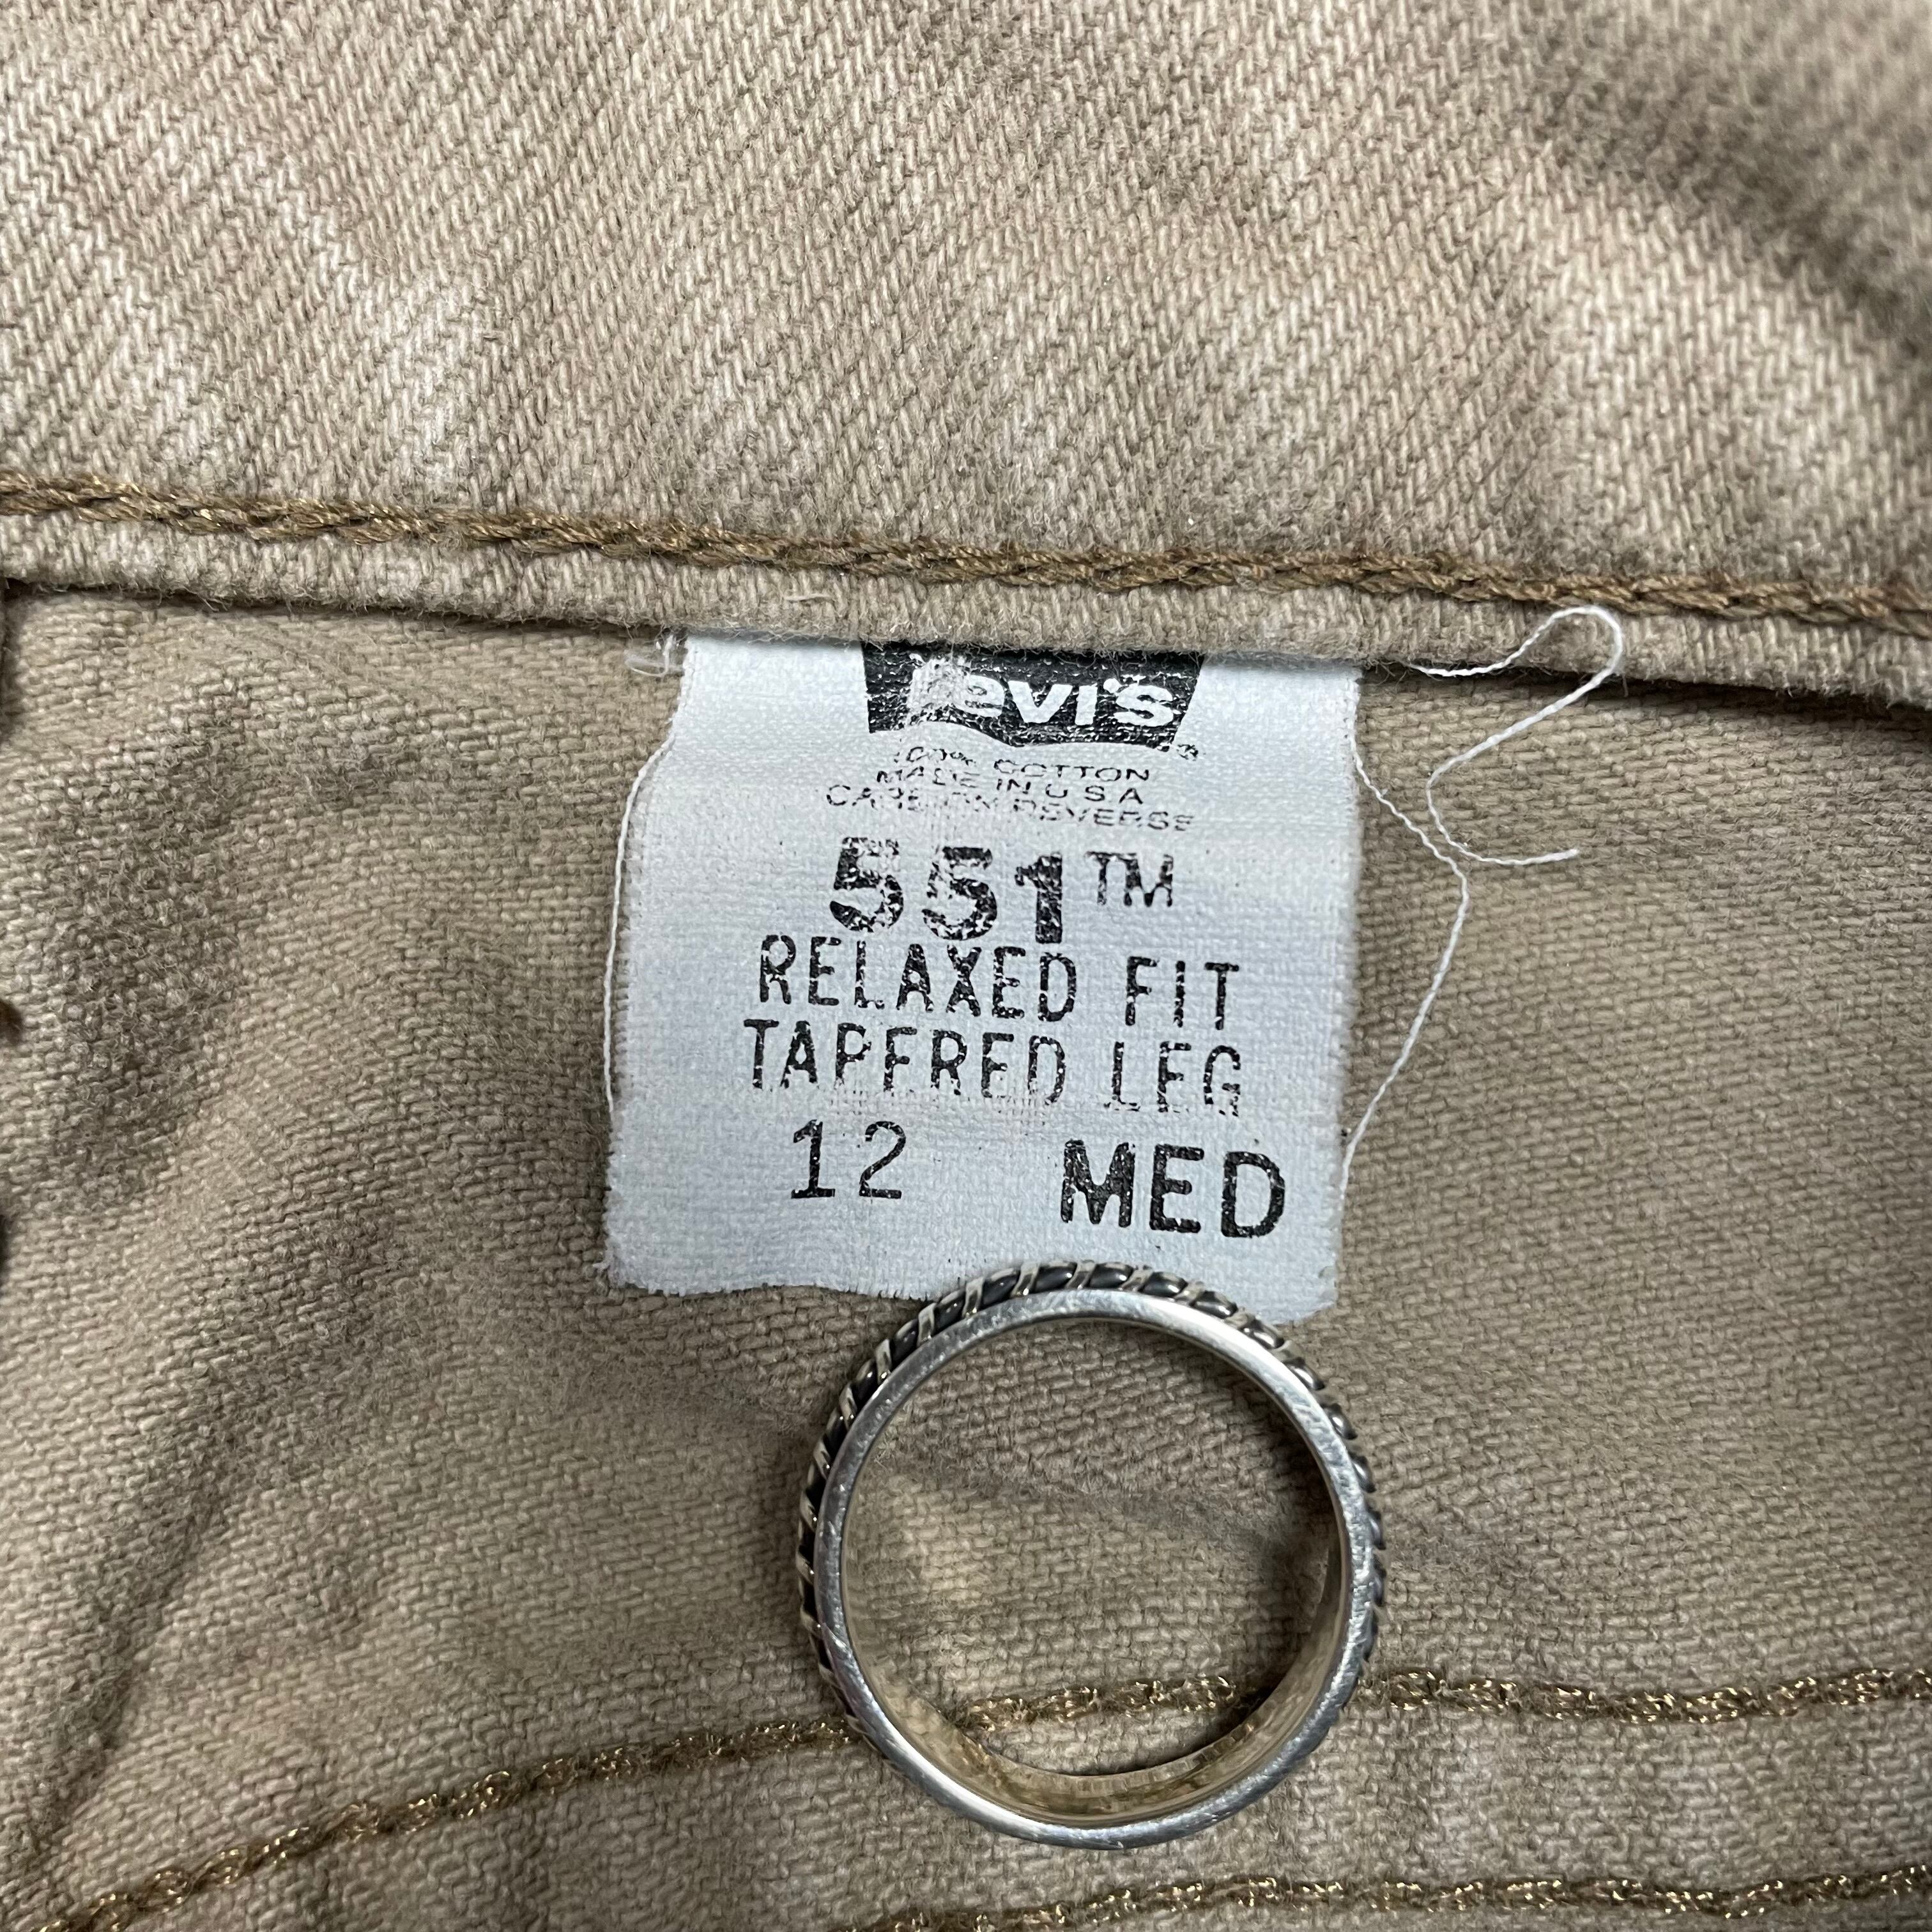 Levi's ®
100% COTTON
MADE IN U S A
CARE ON REVERSE
551™
RELAXED FIT
TAPERED LEG
12 MED